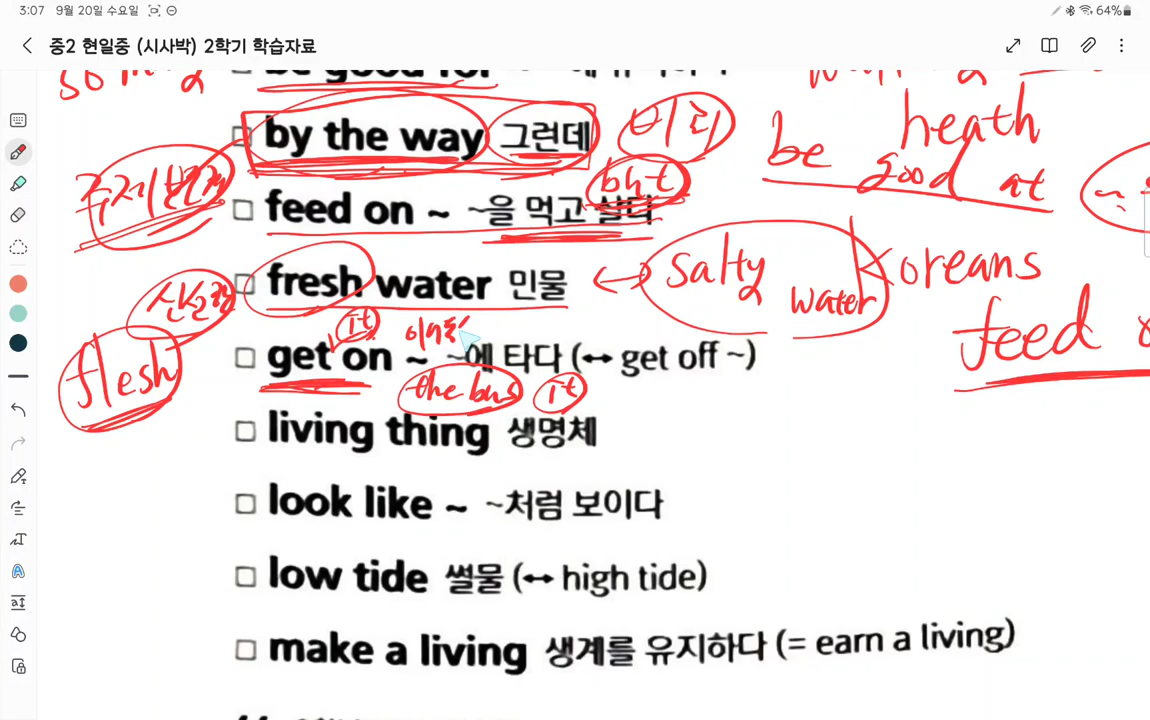 3:07 9월 20일 수요일 64%
중2 현일중 (시사박) 2학기 학습자료
be good for
by the way 그런데 비리 be good at heath
주제 but
feed on ~ ~을 먹고 살다
fresh water 민물 ↔ salty water Koreans feed
신선한
flesh
it
get on ~ ~에 타다 (↔ get off ~)
the bus it
living thing 생명체
look like ~ ~처럼 보이다
low tide 썰물 (↔ high tide)
make a living 생계를 유지하다 (= earn a living)